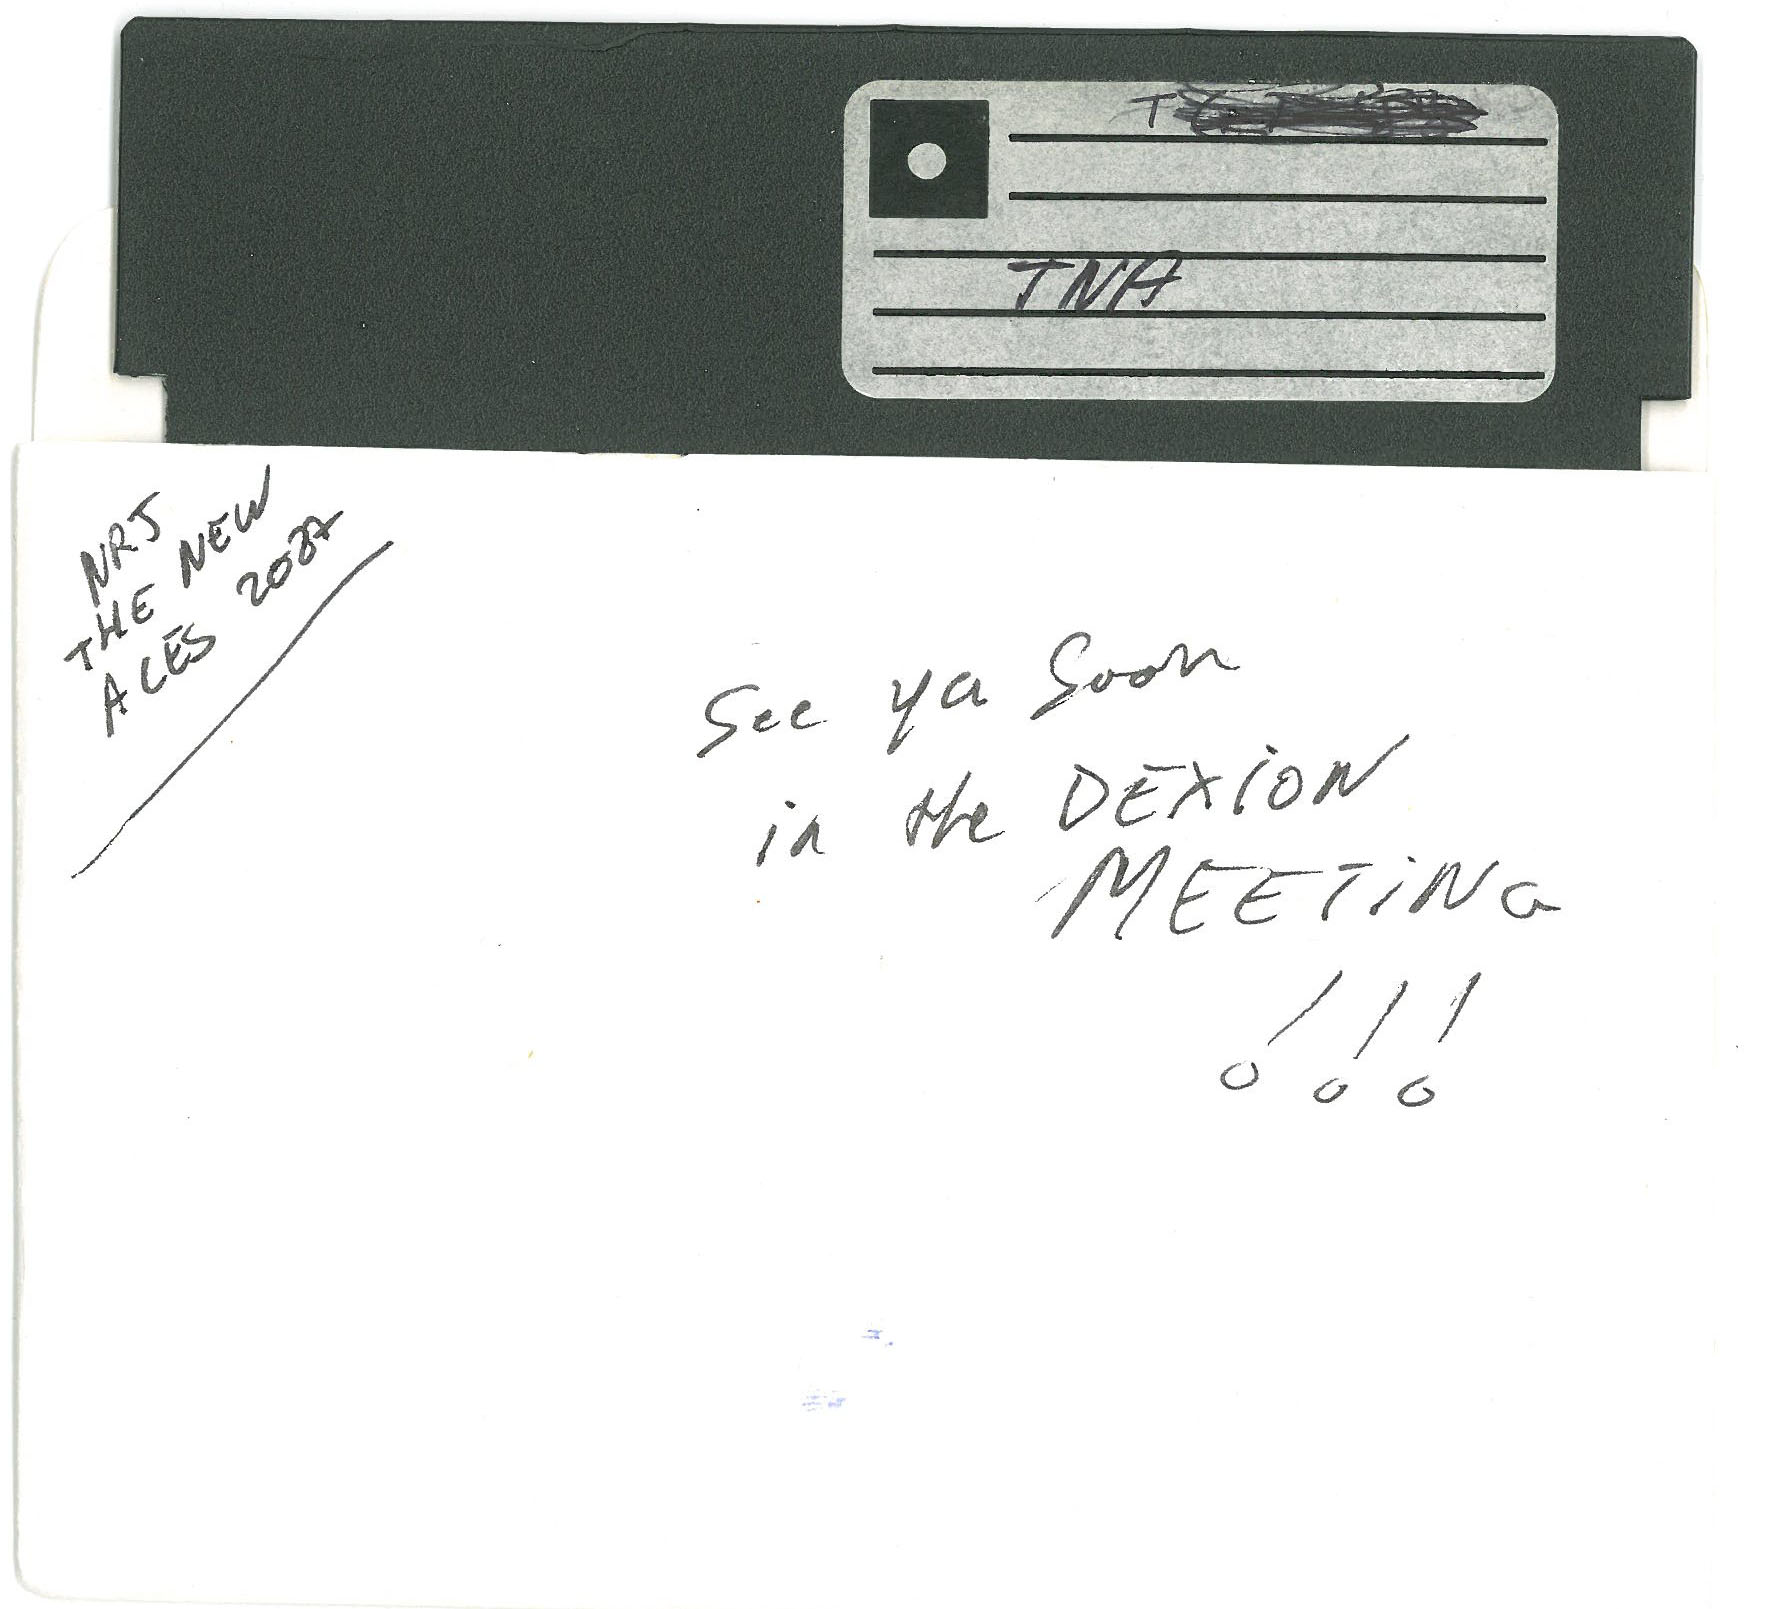 TNA
NRJ
THE NEW
ACES 2087
See ya Soon
in the DEXiON
MEETiNG
!!!